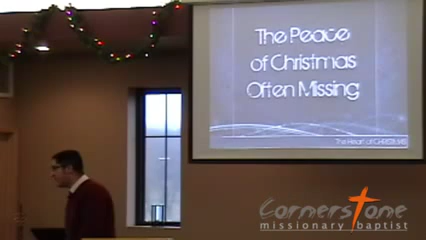 The Peace
of Christmas
Often Missing
The Heart of CHRISTMAS
Cornerstone
missionary baptist